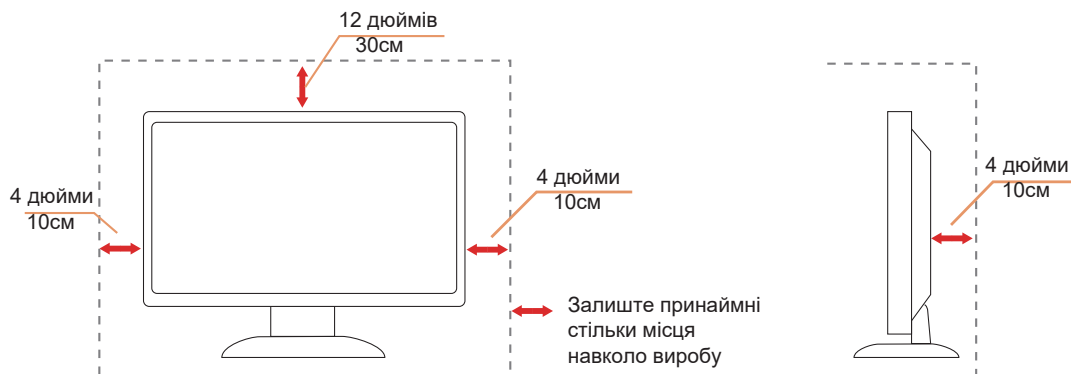 12 дюймів
30см
4 дюйми
10см
4 дюйми
10см
4 дюйми
10см
Залиште принаймні
стільки місця
навколо виробу